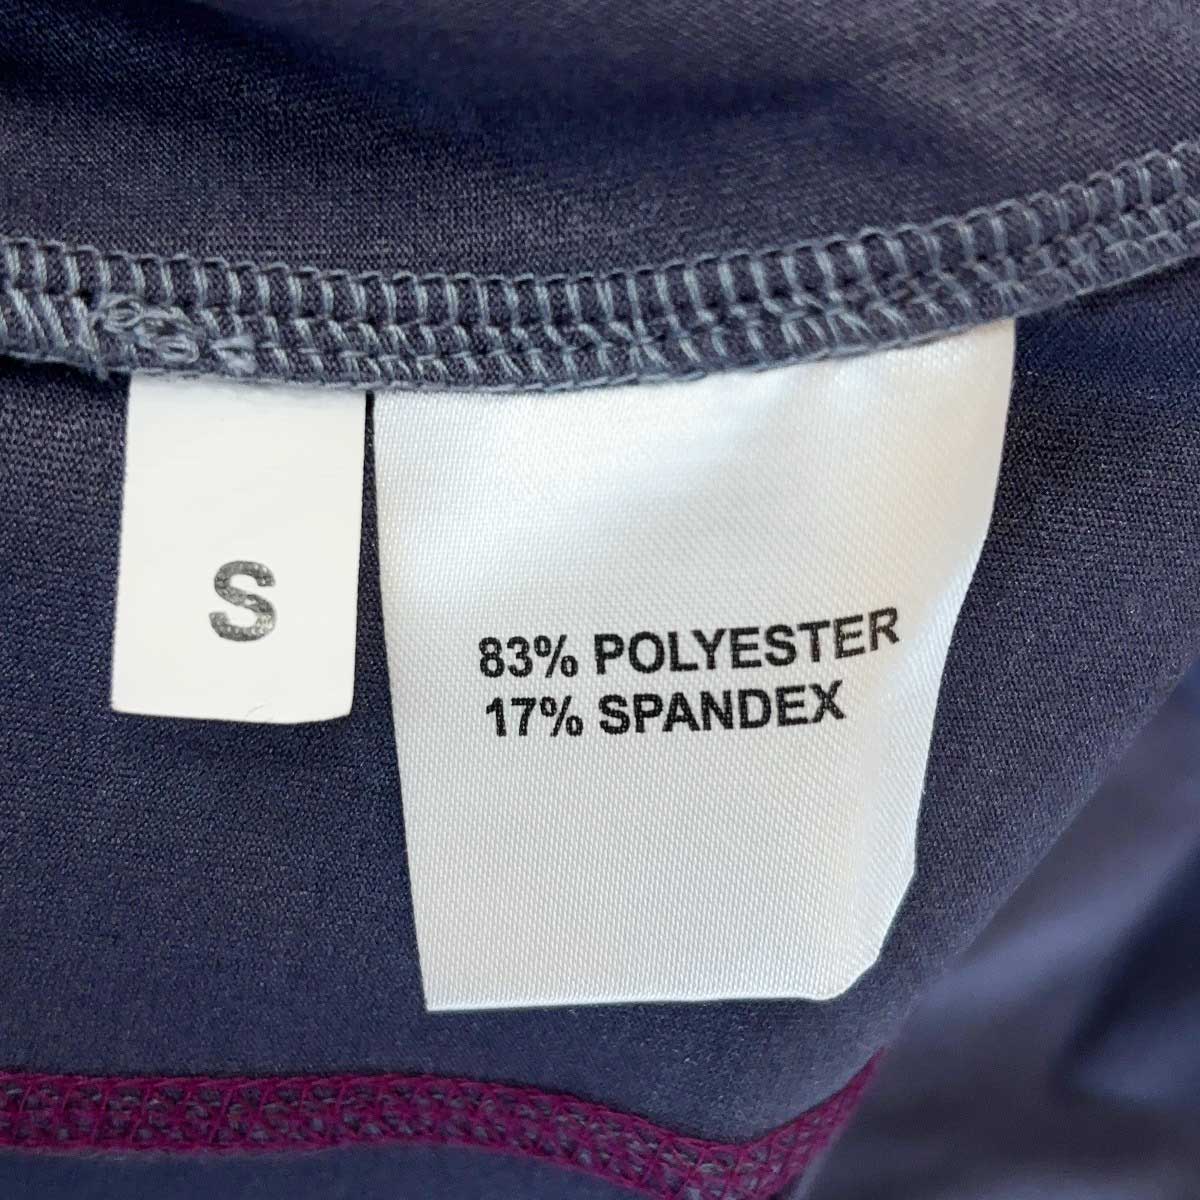 S
83% POLYESTER
17% SPANDEX